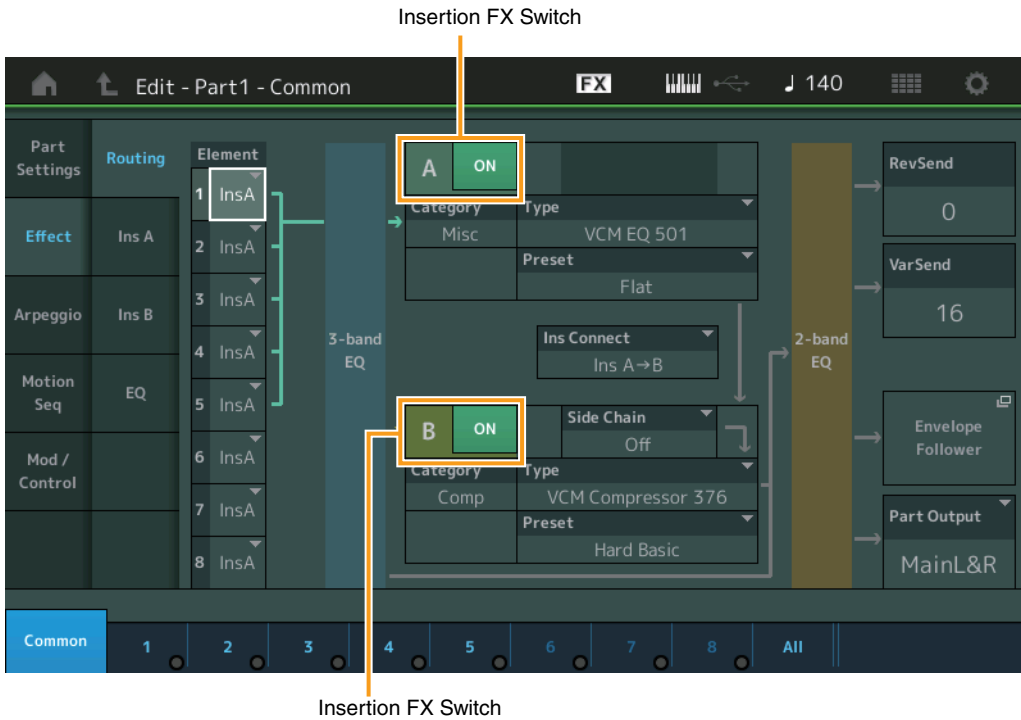 Insertion FX Switch
Edit - Part1 - Common
FX
♩ 140
Part
Settings
Effect
Arpeggio
Motion
Seq
Mod /
Control
Routing
Ins A
Ins B
EQ
Element
1 InsA
2 InsA
3 InsA
4 InsA
5 InsA
6 InsA
7 InsA
8 InsA
3-band
EQ
A ON
Category Type
Misc VCM EQ 501
Preset
Flat
Ins Connect
Ins A→B
B ON
Side Chain
Off
Category Type
Comp VCM Compressor 376
Preset
Hard Basic
2-band
EQ
RevSend
0
VarSend
16
Envelope
Follower
Part Output
MainL&R
Common 1 2 3 4 5 6 7 8 All
Insertion FX Switch